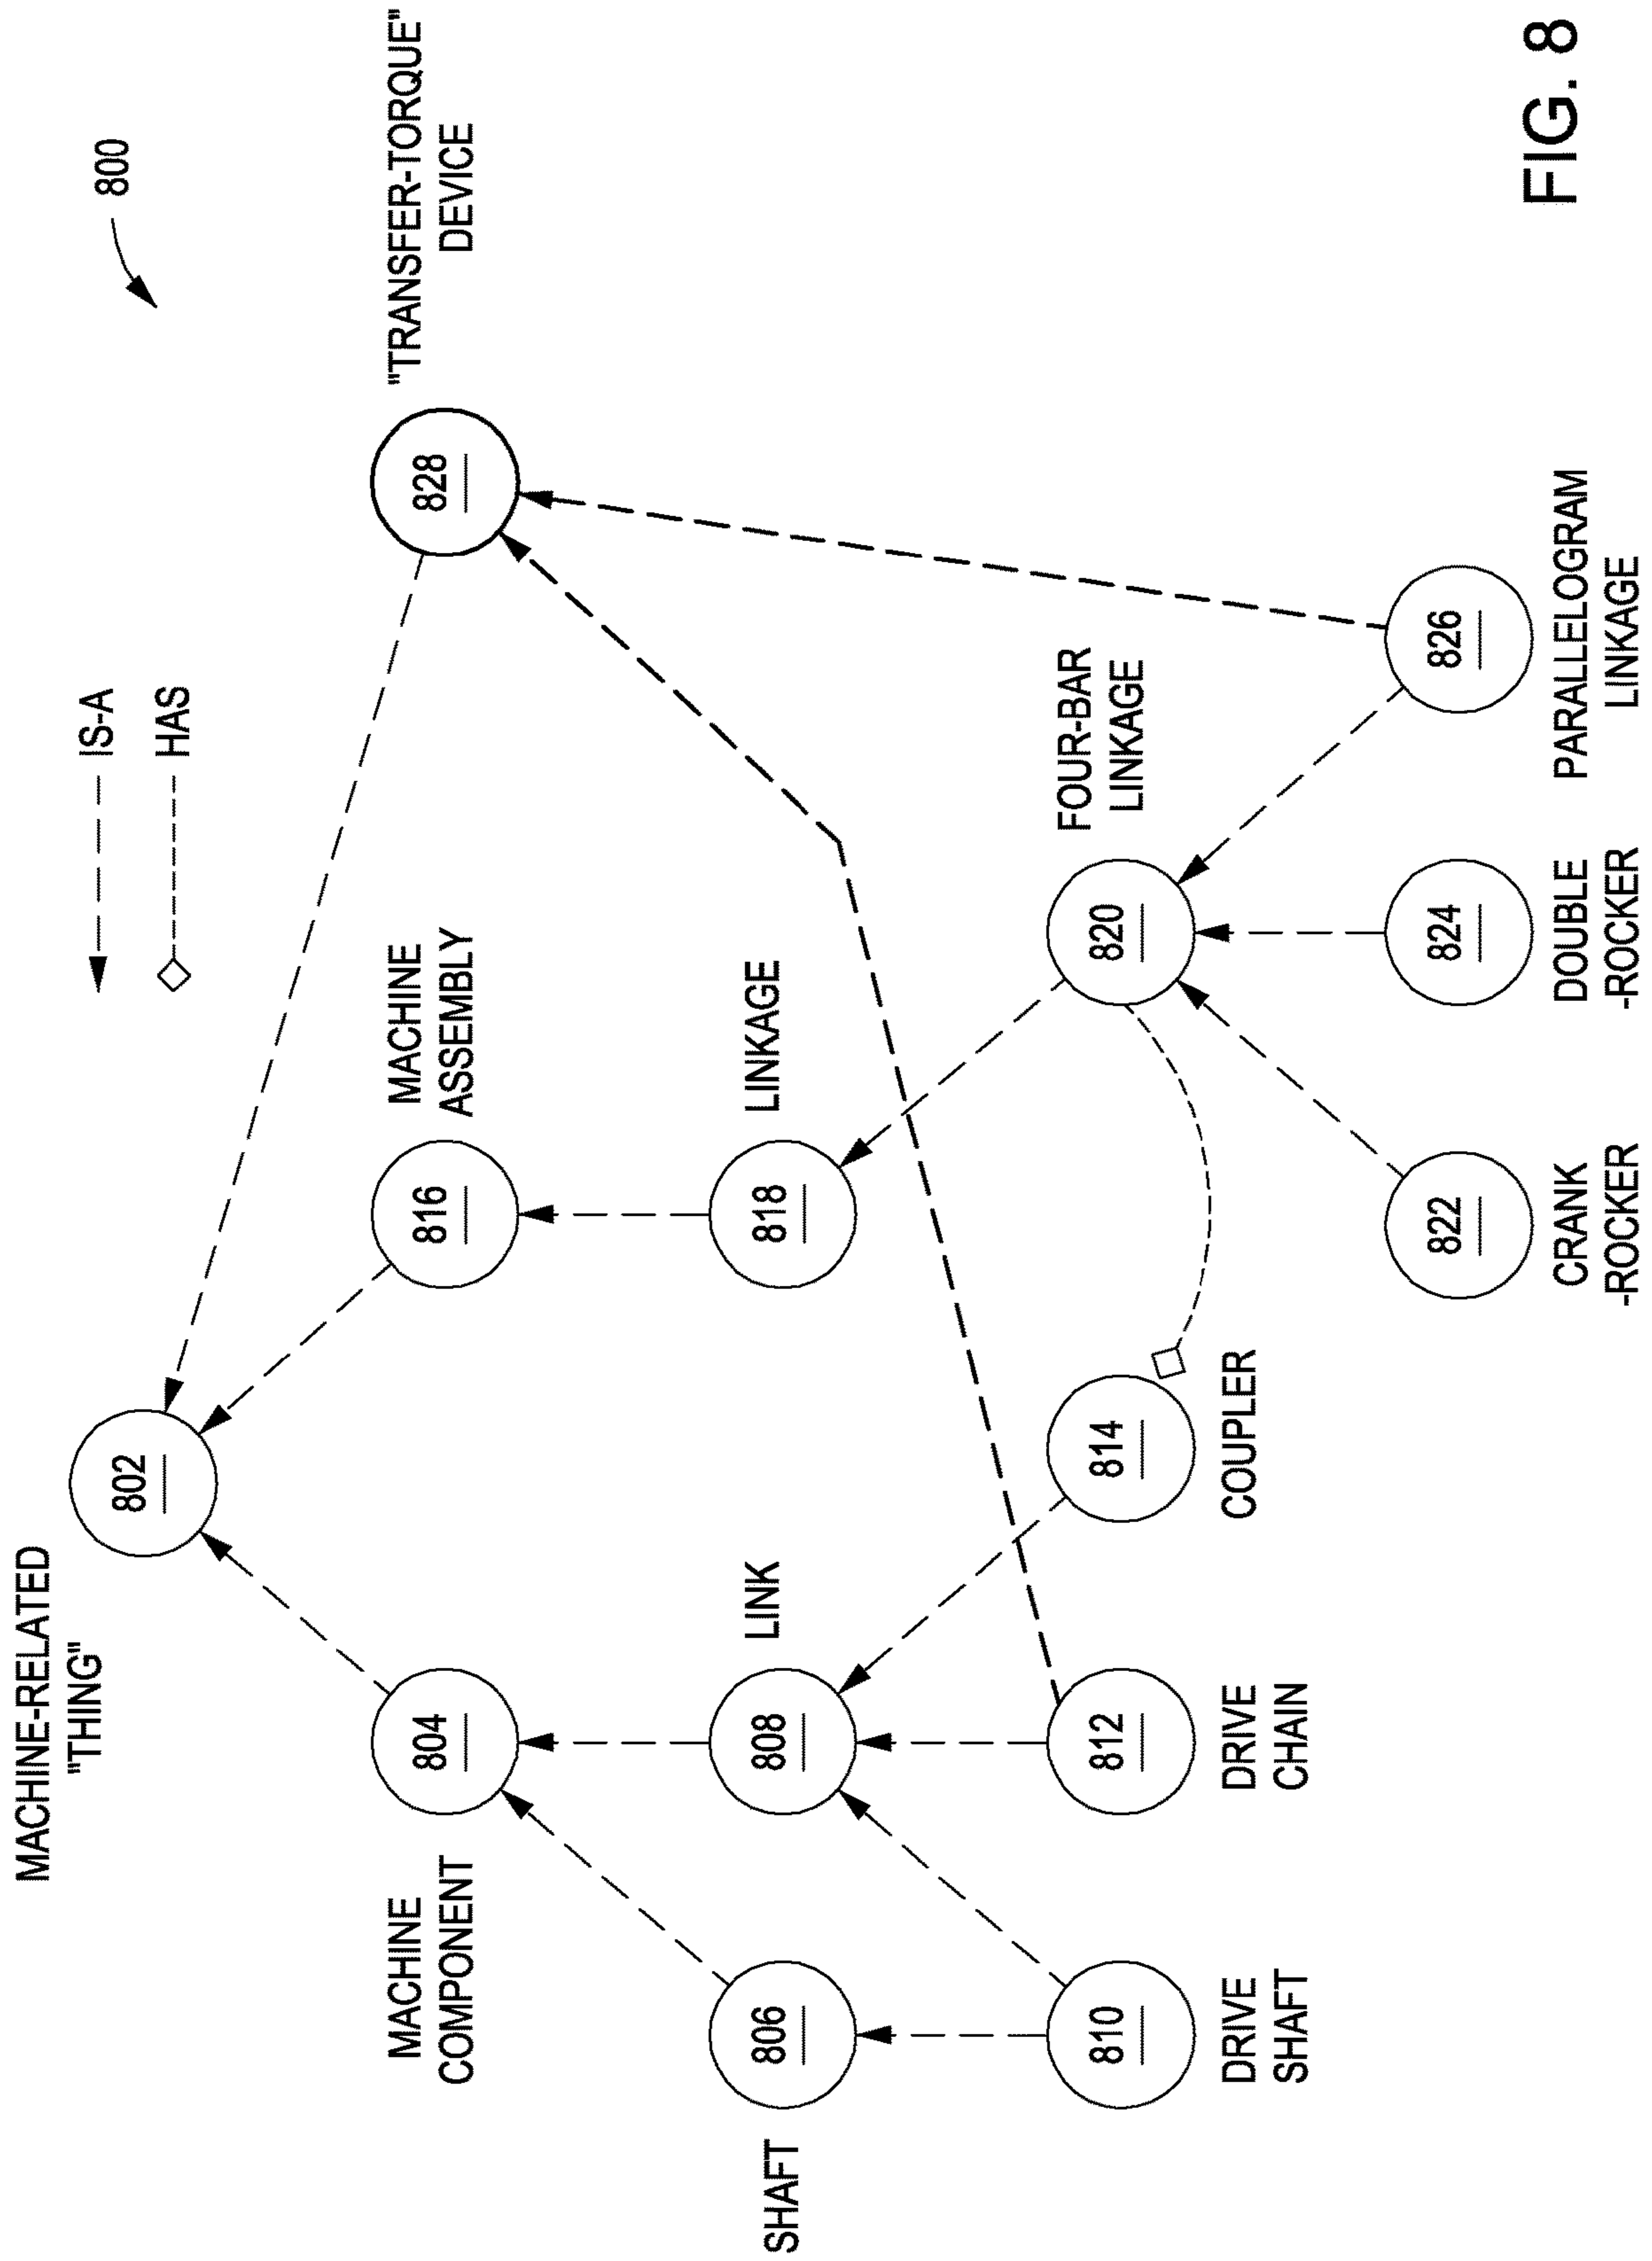 800
IS-A
HAS
MACHINE-RELATED
"THING"
802
MACHINE
COMPONENT
804
816
MACHINE
ASSEMBLY
828
"TRANSFER-TORQUE"
DEVICE
SHAFT
806
808
LINK
818
LINKAGE
810
DRIVE
SHAFT
812
DRIVE
CHAIN
814
COUPLER
820
FOUR-BAR
LINKAGE
822
CRANK
-ROCKER
824
DOUBLE
-ROCKER
826
PARALLELOGRAM
LINKAGE
FIG. 8